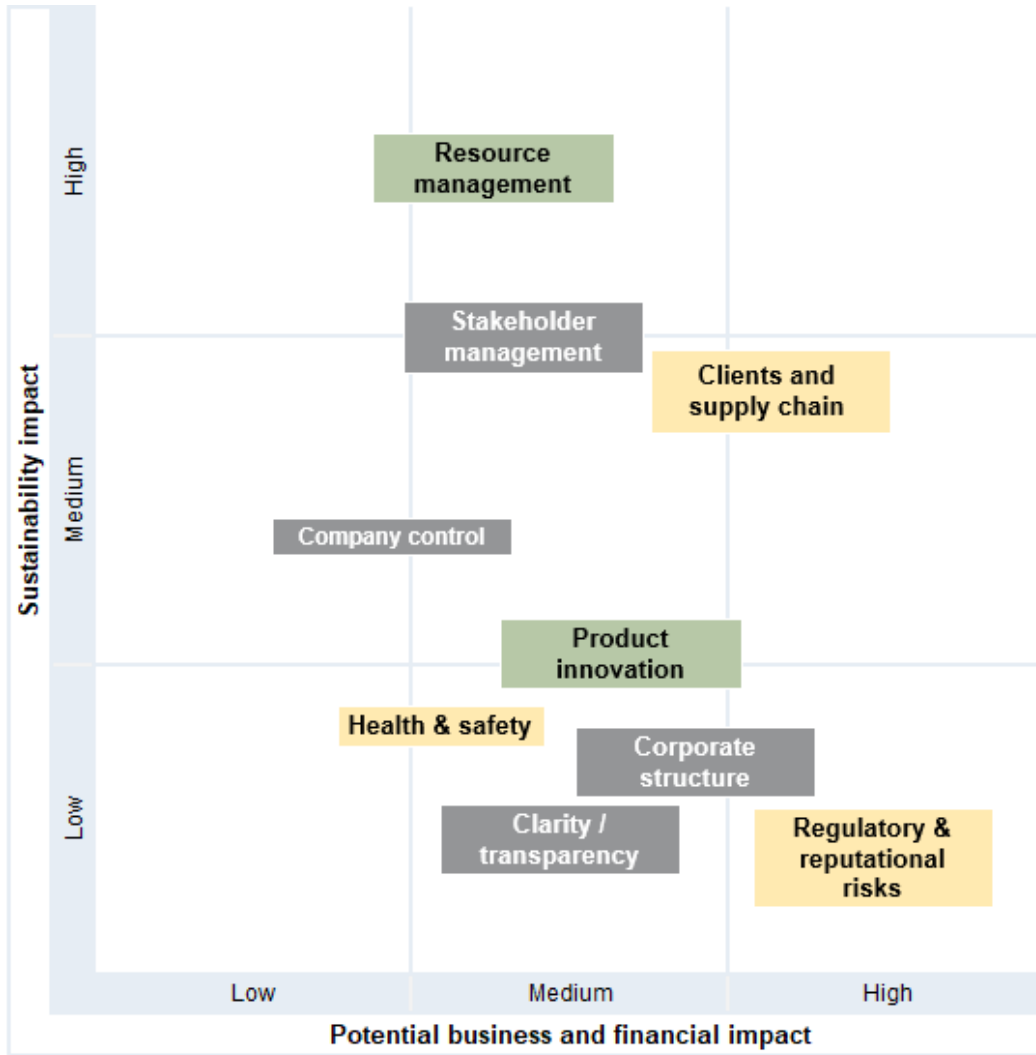 Sustainability impact
High
Medium
Low
Resource
management
Stakeholder
management
Clients and
supply chain
Company control
Product
innovation
Health & safety
Corporate
structure
Clarity /
transparency
Regulatory &
reputational
risks
Low
Medium
High
Potential business and financial impact